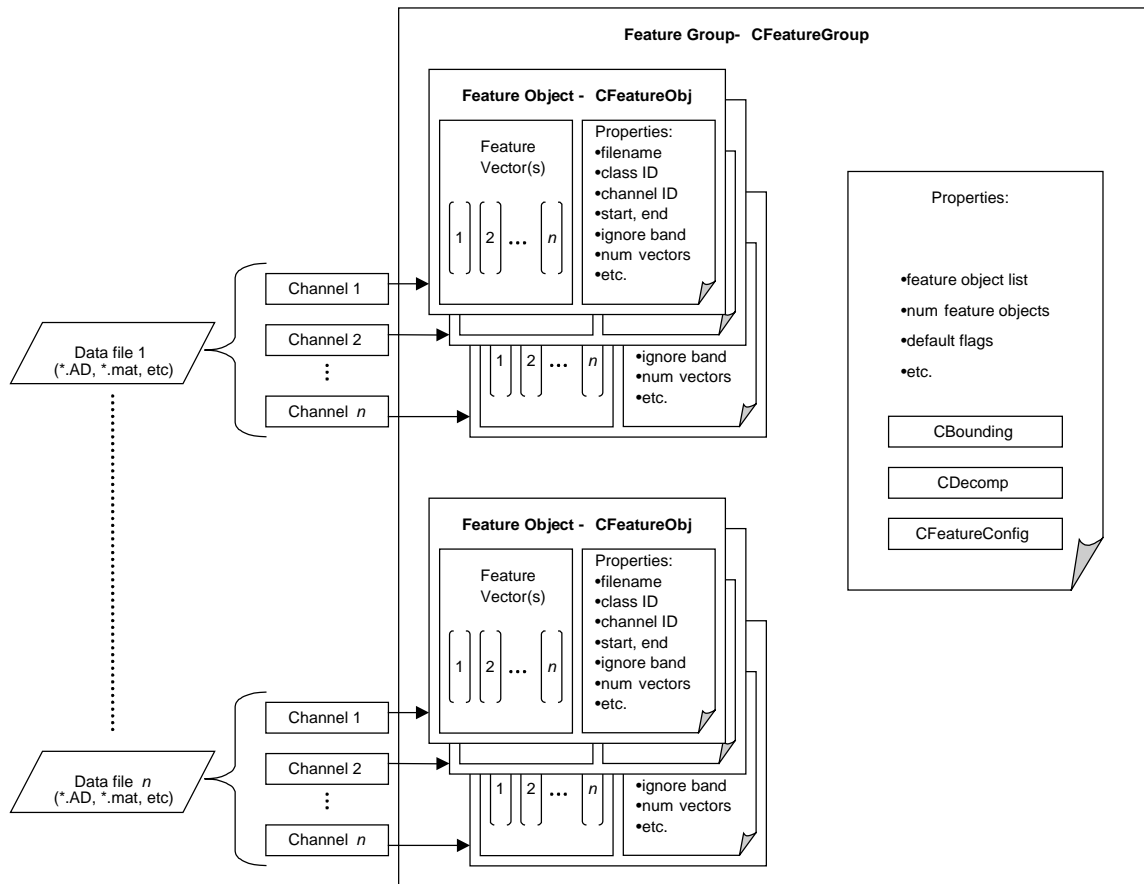 Feature Group- CFeatureGroup
Feature Object - CFeatureObj
Feature
Vector(s)
1 2 ... n
Properties:
•filename
•class ID
•channel ID
•start, end
•ignore band
•num vectors
•etc.
1 2 ... n
•ignore band
•num vectors
•etc.
Channel 1
Channel 2
⋮
Channel n
Data file 1
(*.AD, *.mat, etc)
Feature Object - CFeatureObj
Feature
Vector(s)
1 2 ... n
Properties:
•filename
•class ID
•channel ID
•start, end
•ignore band
•num vectors
•etc.
1 2 ... n
•ignore band
•num vectors
•etc.
Channel 1
Channel 2
⋮
Channel n
Data file n
(*.AD, *.mat, etc)
Properties:
•feature object list
•num feature objects
•default flags
•etc.
CBounding
CDecomp
CFeatureConfig